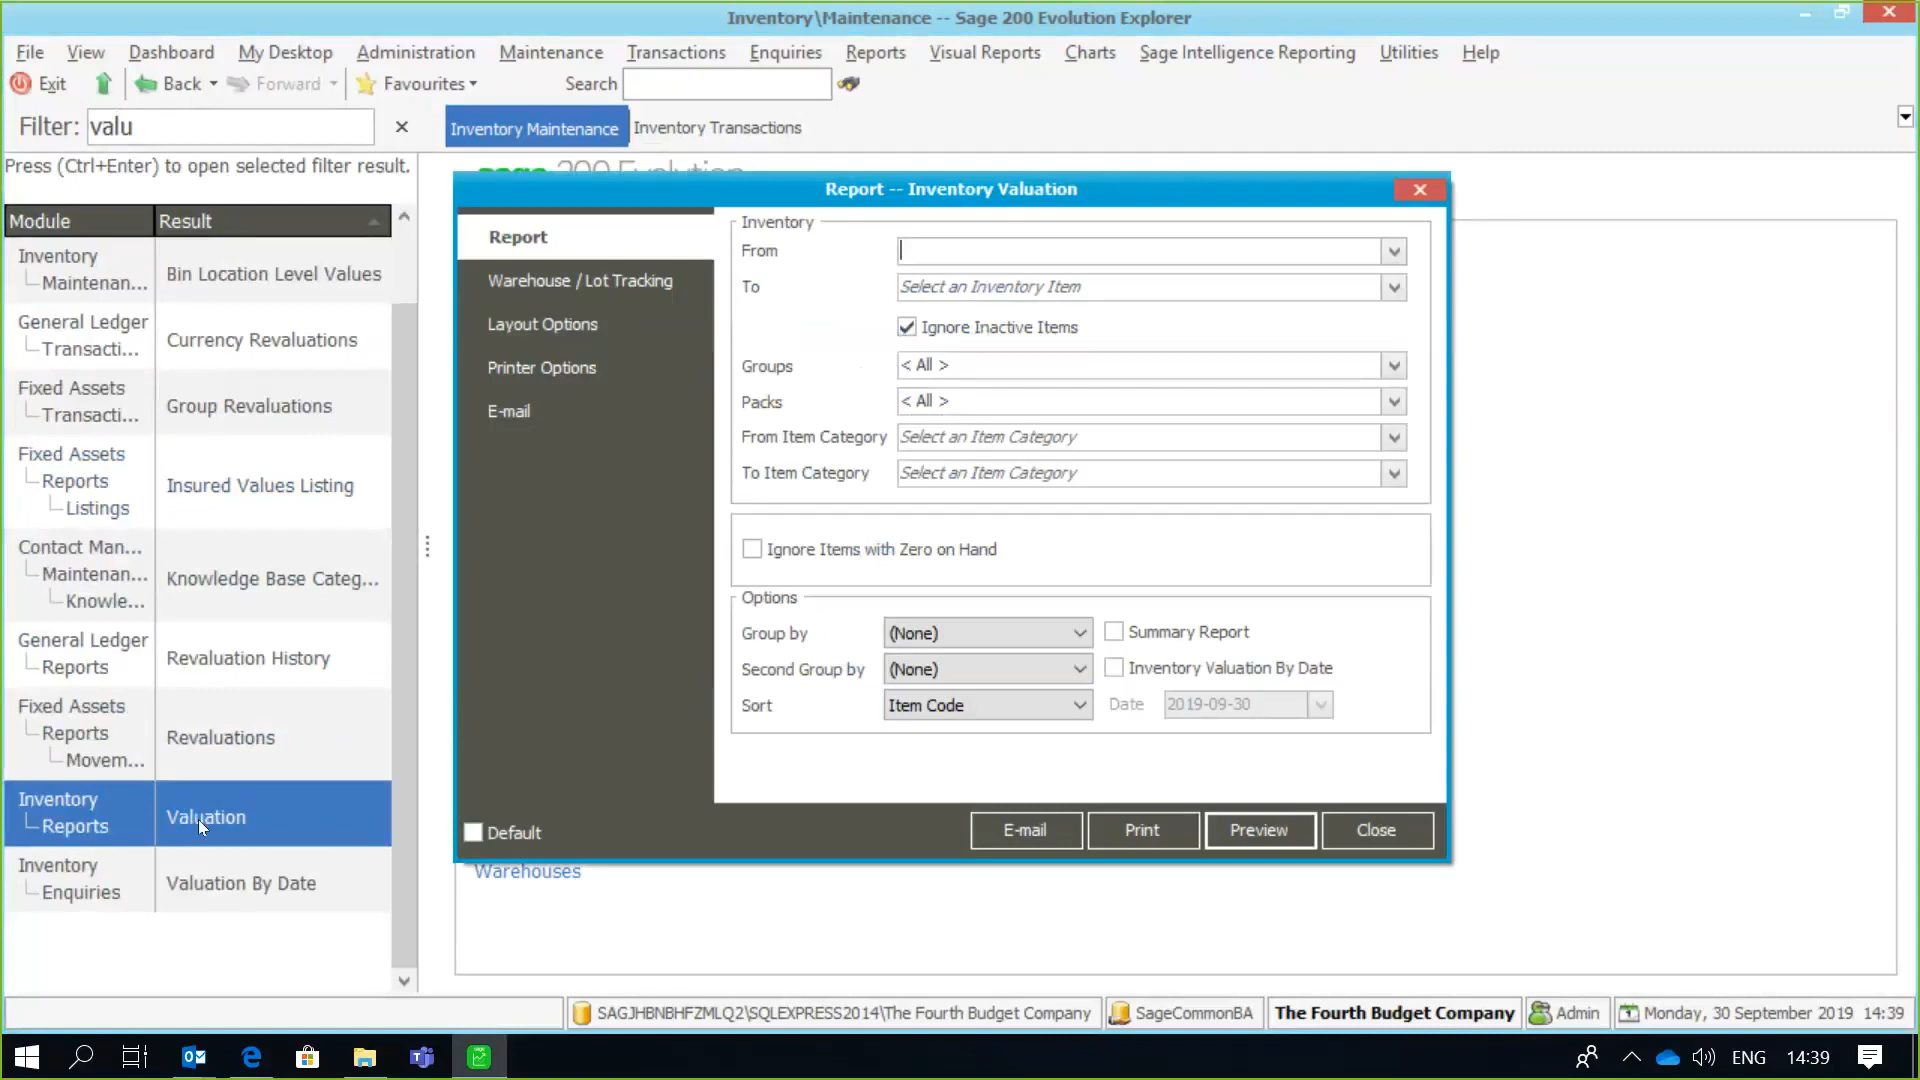 Inventory\Maintenance -- Sage 200 Evolution Explorer
File View Dashboard My Desktop Administration Maintenance Transactions Enquiries Reports Visual Reports Charts Sage Intelligence Reporting Utilities Help
Exit Back Forward Favourites Search
Filter: valu
Inventory Maintenance Inventory Transactions
Press (Ctrl+Enter) to open selected filter result.
sage 200 Evolution
Module Result
Inventory
Maintenan...
Bin Location Level Values
General Ledger
Transacti...
Currency Revaluations
Fixed Assets
Transacti...
Group Revaluations
Fixed Assets
Reports
Listings
Insured Values Listing
Contact Man...
Maintenan...
Knowle...
Knowledge Base Categ...
General Ledger
Reports
Revaluation History
Fixed Assets
Reports
Movem...
Revaluations
Inventory
Reports
Valuation
Inventory
Enquiries
Valuation By Date
Report -- Inventory Valuation
Report
Warehouse / Lot Tracking
Layout Options
Printer Options
E-mail
Inventory
From
To Select an Inventory Item
Ignore Inactive Items
Groups < All >
Packs < All >
From Item Category Select an Item Category
To Item Category Select an Item Category
Ignore Items with Zero on Hand
Options
Group by (None) Summary Report
Second Group by (None) Inventory Valuation By Date
Sort Item Code Date 2019-09-30
Default E-mail Print Preview Close
Warehouses
SAGJHBNBHFZMLQ2\SQLEXPRESS2014\The Fourth Budget Company SageCommonBA The Fourth Budget Company Admin Monday, 30 September 2019 14:39
ENG 14:39